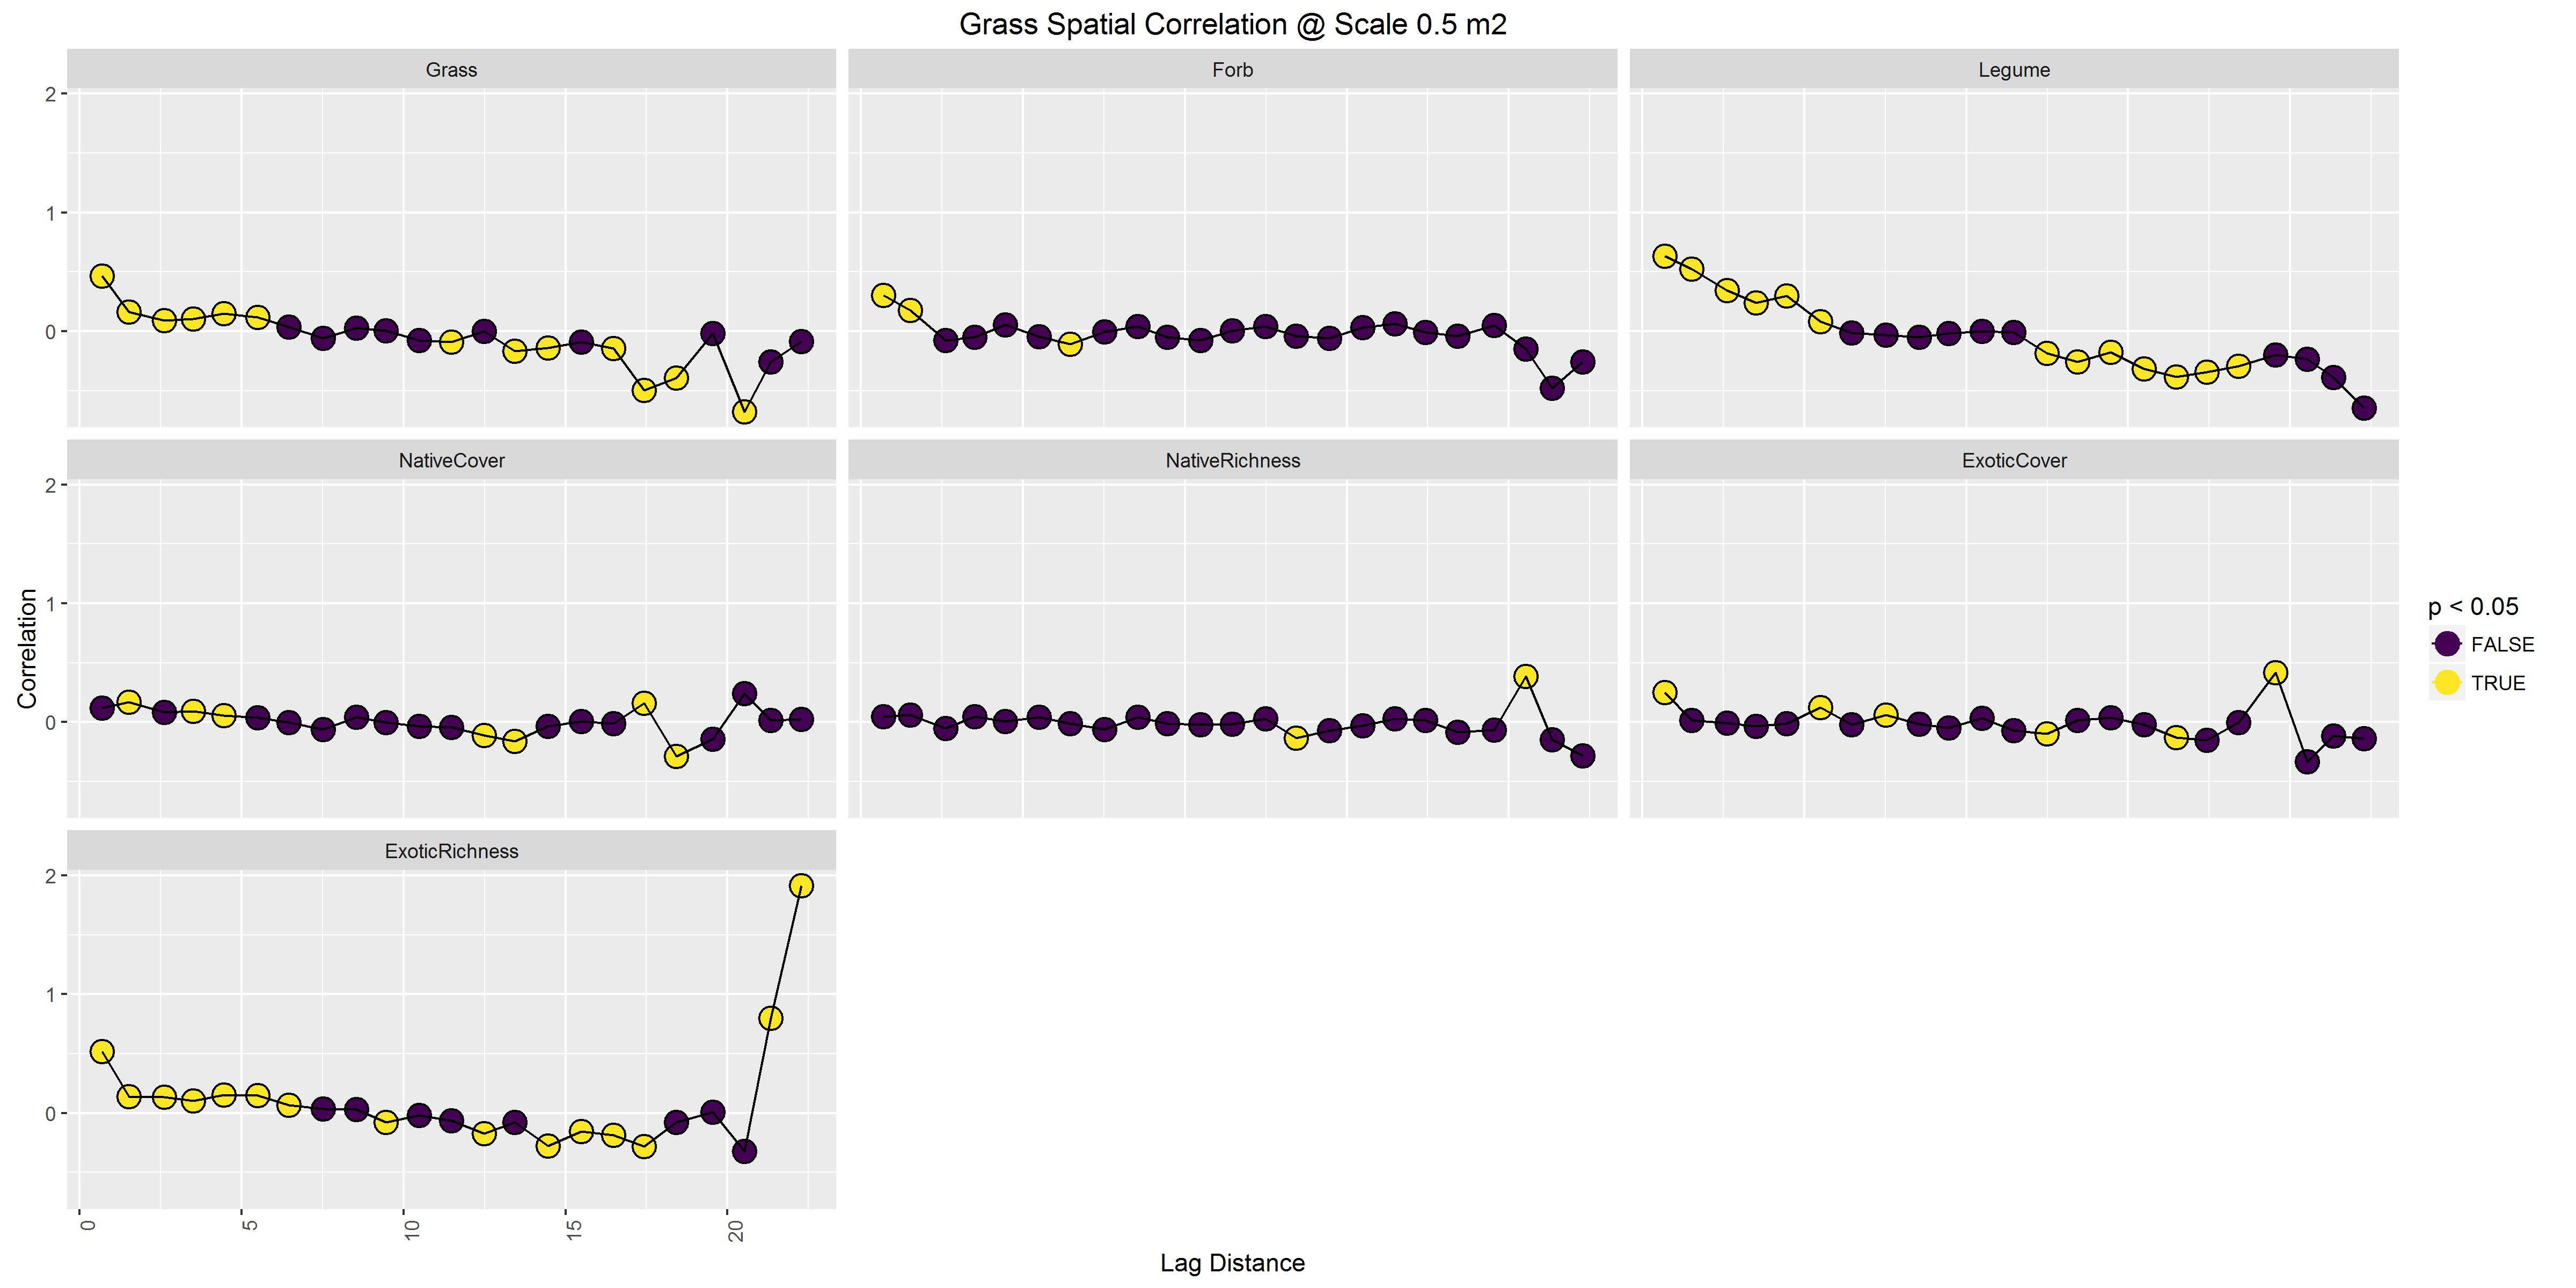 Grass Spatial Correlation @ Scale 0.5 m2
Grass
Forb
Legume
2
1
0
NativeCover
NativeRichness
ExoticCover
2
1
0
ExoticRichness
2
1
0
0
5
10
15
20
Correlation
Lag Distance
p < 0.05
FALSE
TRUE